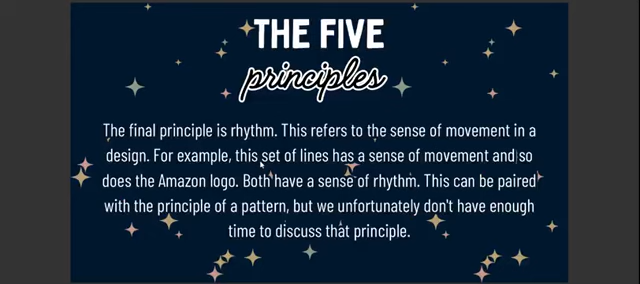 THE FIVE
principles
The final principle is rhythm. This refers to the sense of movement in a
design. For example, this set of lines has a sense of movement and so
does the Amazon logo. Both have a sense of rhythm. This can be paired
with the principle of a pattern, but we unfortunately don't have enough
time to discuss that principle.